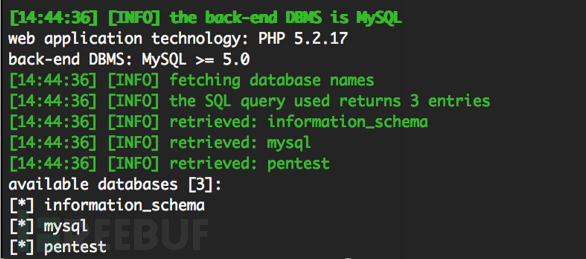 [14:44:36] [INFO] the back-end DBMS is MySQL
web application technology: PHP 5.2.17
back-end DBMS: MySQL >= 5.0
[14:44:36] [INFO] fetching database names
[14:44:36] [INFO] the SQL query used returns 3 entries
[14:44:36] [INFO] retrieved: information_schema
[14:44:36] [INFO] retrieved: mysql
[14:44:36] [INFO] retrieved: pentest
available databases [3]:
[*] information_schema
[*] mysql
[*] pentest